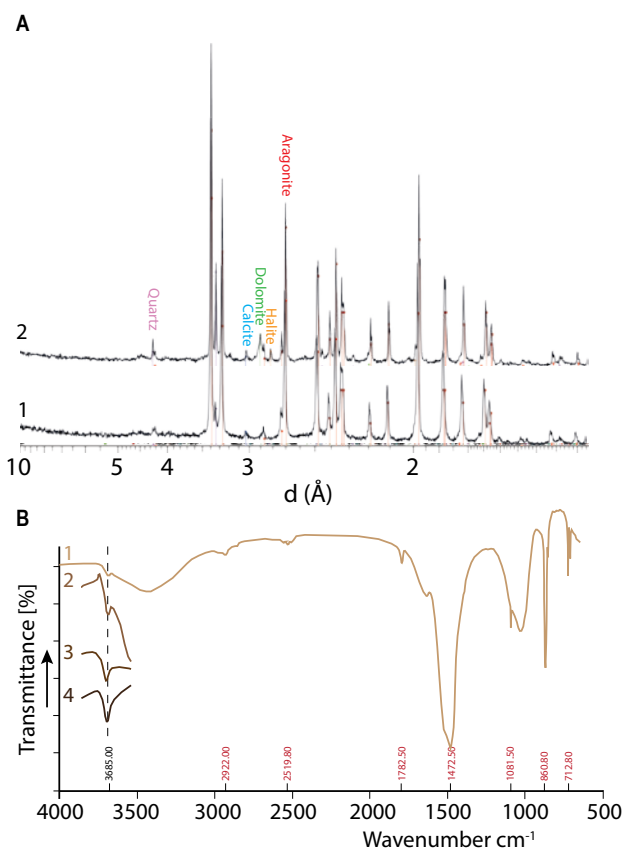 A
Aragonite
Quartz
Calcite
Dolomite
Halite
2
1
10
5
4
3
2
d (Å)
B
1
2
3
4
Transmittance [%]
3685.00
2922.00
2519.80
1782.50
1472.50
1081.50
860.80
712.80
4000
3500
3000
2500
2000
1500
1000
500
Wavenumber cm⁻¹